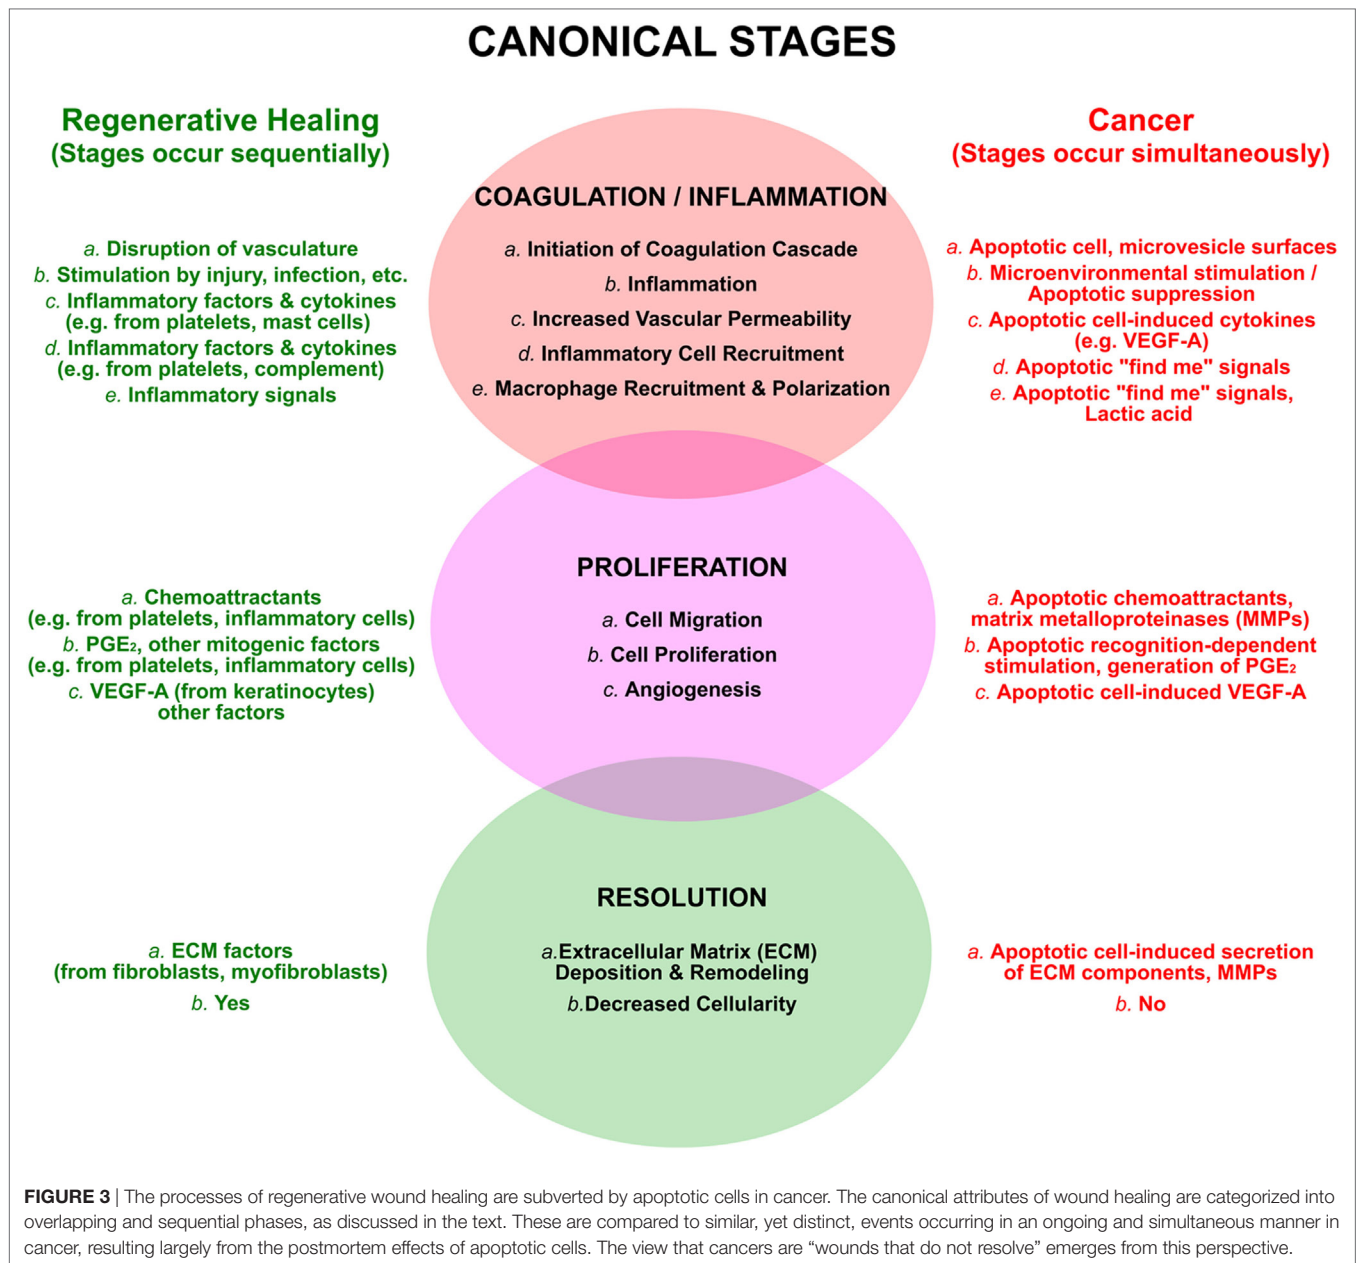 CANONICAL STAGES
Regenerative Healing
(Stages occur sequentially)
Cancer
(Stages occur simultaneously)
COAGULATION / INFLAMMATION
a. Disruption of vasculature
b. Stimulation by injury, infection, etc.
c. Inflammatory factors & cytokines
(e.g. from platelets, mast cells)
d. Inflammatory factors & cytokines
(e.g. from platelets, complement)
e. Inflammatory signals
a. Initiation of Coagulation Cascade
b. Inflammation
c. Increased Vascular Permeability
d. Inflammatory Cell Recruitment
e. Macrophage Recruitment & Polarization
a. Apoptotic cell, microvesicle surfaces
b. Microenvironmental stimulation /
Apoptotic suppression
c. Apoptotic cell-induced cytokines
(e.g. VEGF-A)
d. Apoptotic "find me" signals
e. Apoptotic "find me" signals,
Lactic acid
PROLIFERATION
a. Chemoattractants
(e.g. from platelets, inflammatory cells)
b. PGE₂, other mitogenic factors
(e.g. from platelets, inflammatory cells)
c. VEGF-A (from keratinocytes)
other factors
a. Cell Migration
b. Cell Proliferation
c. Angiogenesis
a. Apoptotic chemoattractants,
matrix metalloproteinases (MMPs)
b. Apoptotic recognition-dependent
stimulation, generation of PGE₂
c. Apoptotic cell-induced VEGF-A
RESOLUTION
a. ECM factors
(from fibroblasts, myofibroblasts)
b. Yes
a.Extracellular Matrix (ECM)
Deposition & Remodeling
b.Decreased Cellularity
a. Apoptotic cell-induced secretion
of ECM components, MMPs
b. No
FIGURE 3 | The processes of regenerative wound healing are subverted by apoptotic cells in cancer. The canonical attributes of wound healing are categorized into
overlapping and sequential phases, as discussed in the text. These are compared to similar, yet distinct, events occurring in an ongoing and simultaneous manner in
cancer, resulting largely from the postmortem effects of apoptotic cells. The view that cancers are “wounds that do not resolve” emerges from this perspective.